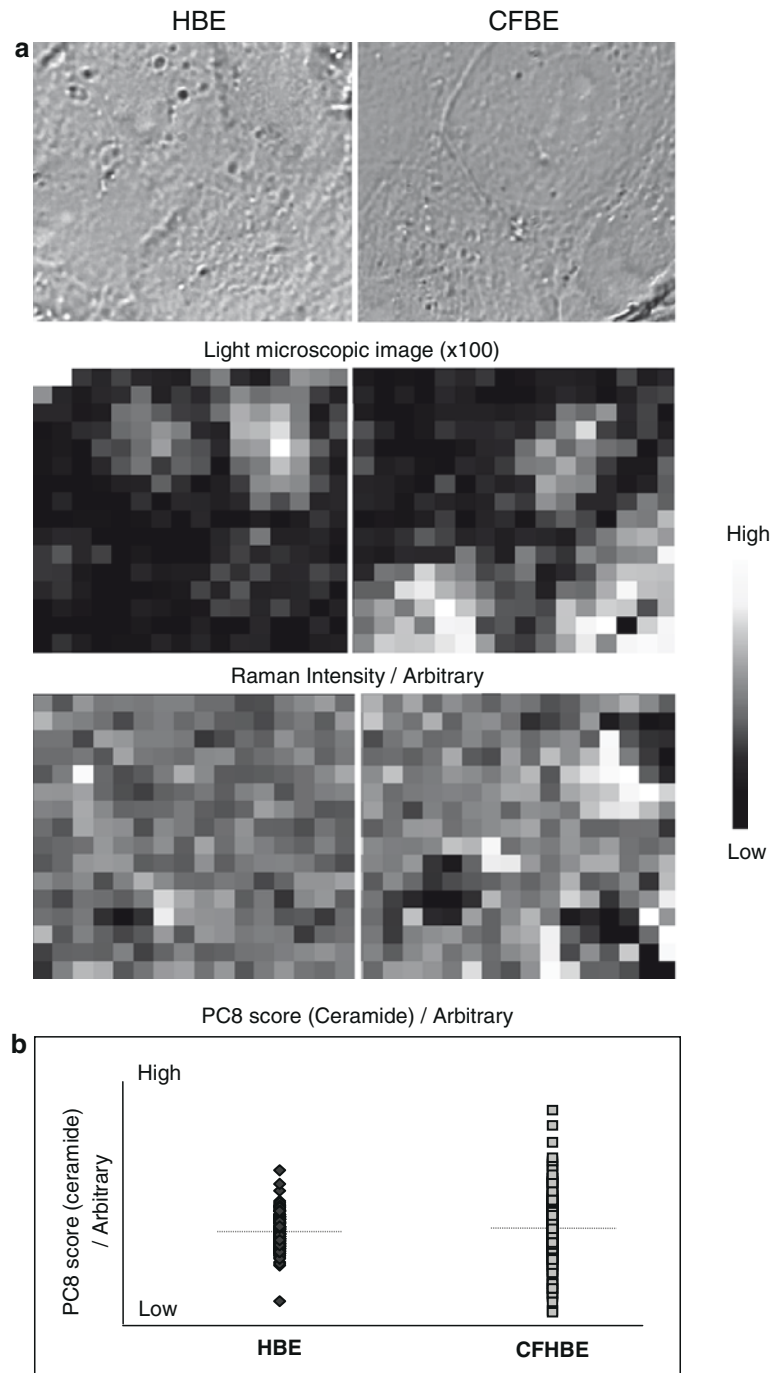 HBE
CFBE
a
Light microscopic image (x100)
Raman Intensity / Arbitrary
High
Low
PC8 score (Ceramide) / Arbitrary
b
High
PC8 score (ceramide)
/ Arbitrary
Low
HBE
CFHBE